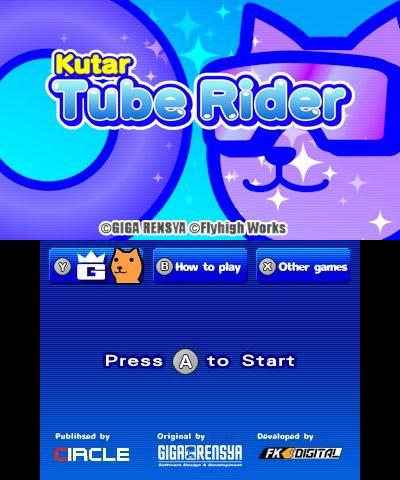 Kutar
Tube Rider
©GIGA RENSYA ©Flyhigh Works
Y G B How to play X Other games
Press A to Start
Publihsed by Original by Developed by
CIRCLE GIGA RENSYA FK DIGITAL
Software Design & Development